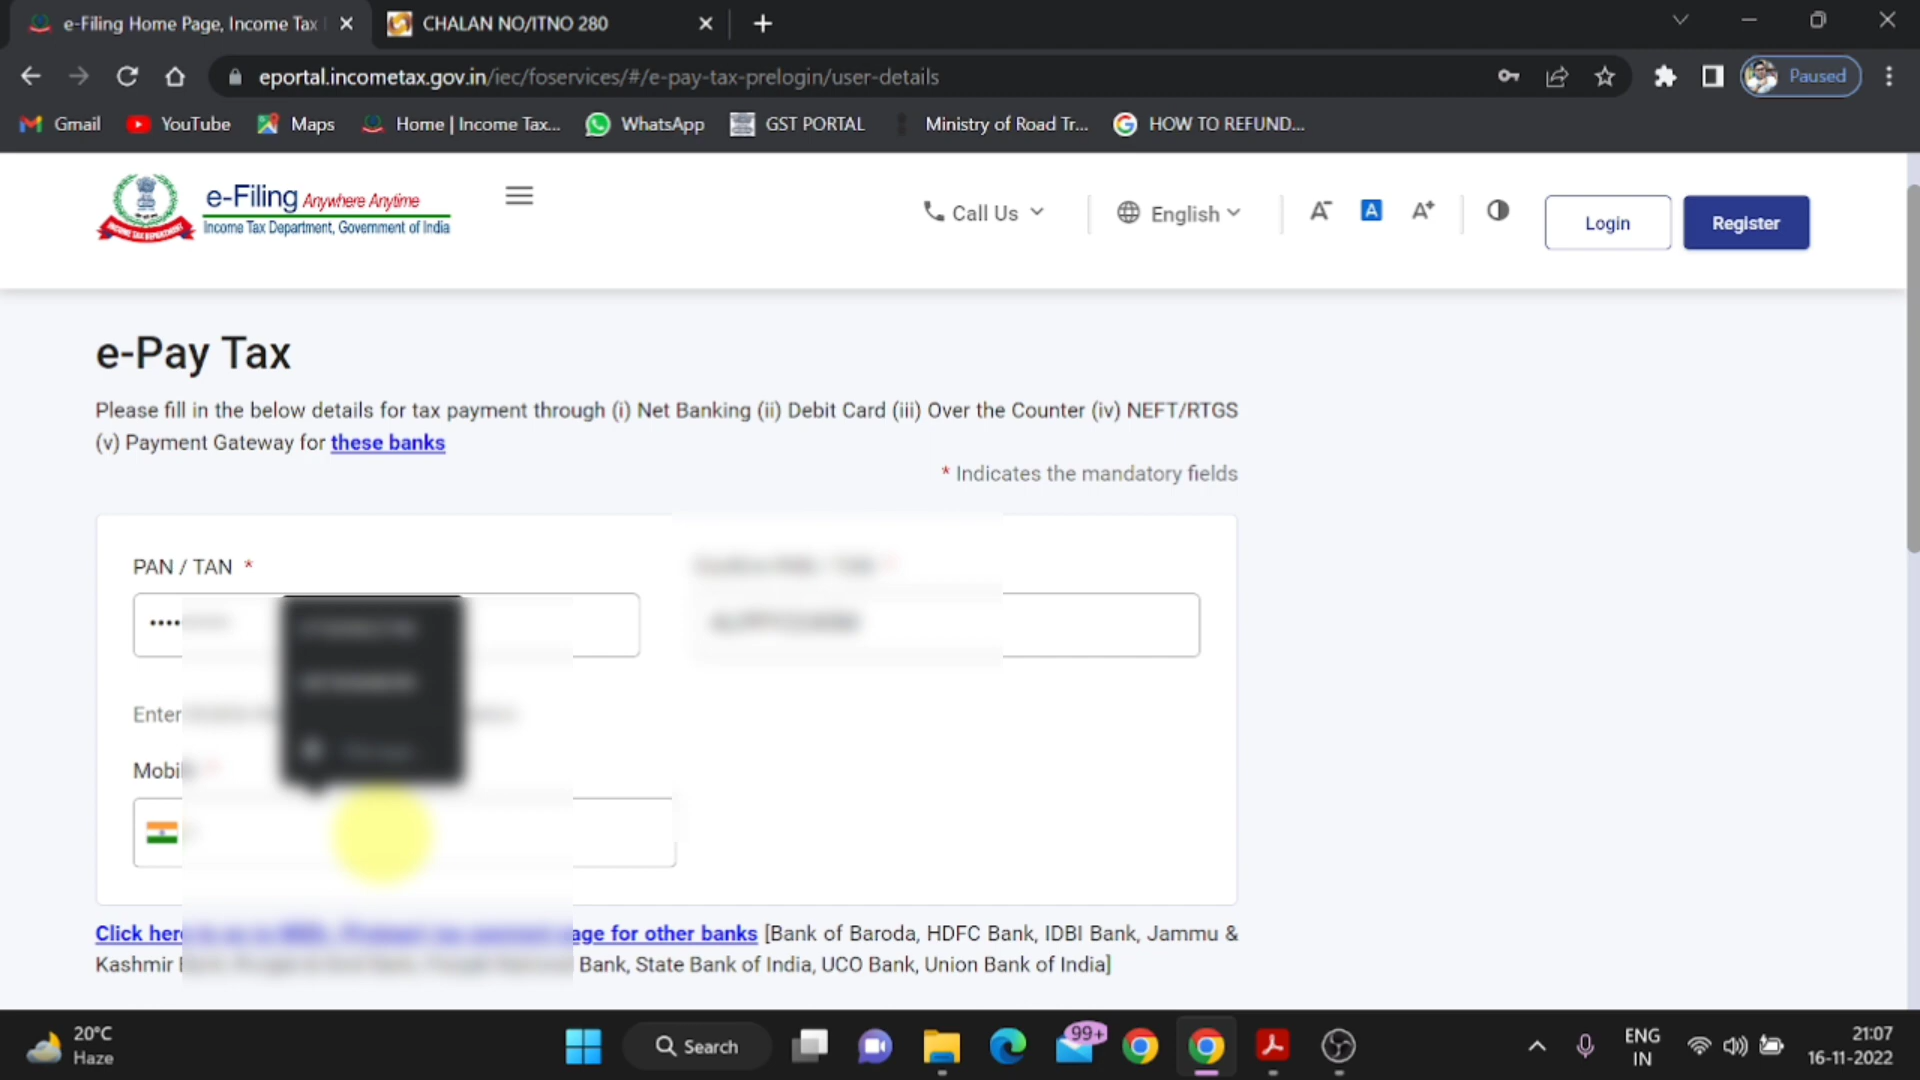 e-Filing Home Page, Income Tax
CHALAN NO/ITNO 280
eportal.incometax.gov.in/iec/foservices/#/e-pay-tax-prelogin/user-details
Paused
Gmail
YouTube
Maps
Home | Income Tax...
WhatsApp
GST PORTAL
Ministry of Road Tr...
HOW TO REFUND...
e-Filing Anywhere Anytime
Income Tax Department, Government of India
INCOME TAX DEPARTMENT
Call Us
English
A-
A
A+
Login
Register
e-Pay Tax
Please fill in the below details for tax payment through (i) Net Banking (ii) Debit Card (iii) Over the Counter (iv) NEFT/RTGS
(v) Payment Gateway for these banks
* Indicates the mandatory fields
PAN / TAN *
Enter
Click here for other banks [Bank of Baroda, HDFC Bank, IDBI Bank, Jammu &
Kashmir Bank, State Bank of India, UCO Bank, Union Bank of India]
20°C
Haze
Search
99+
ENG
IN
21:07
16-11-2022